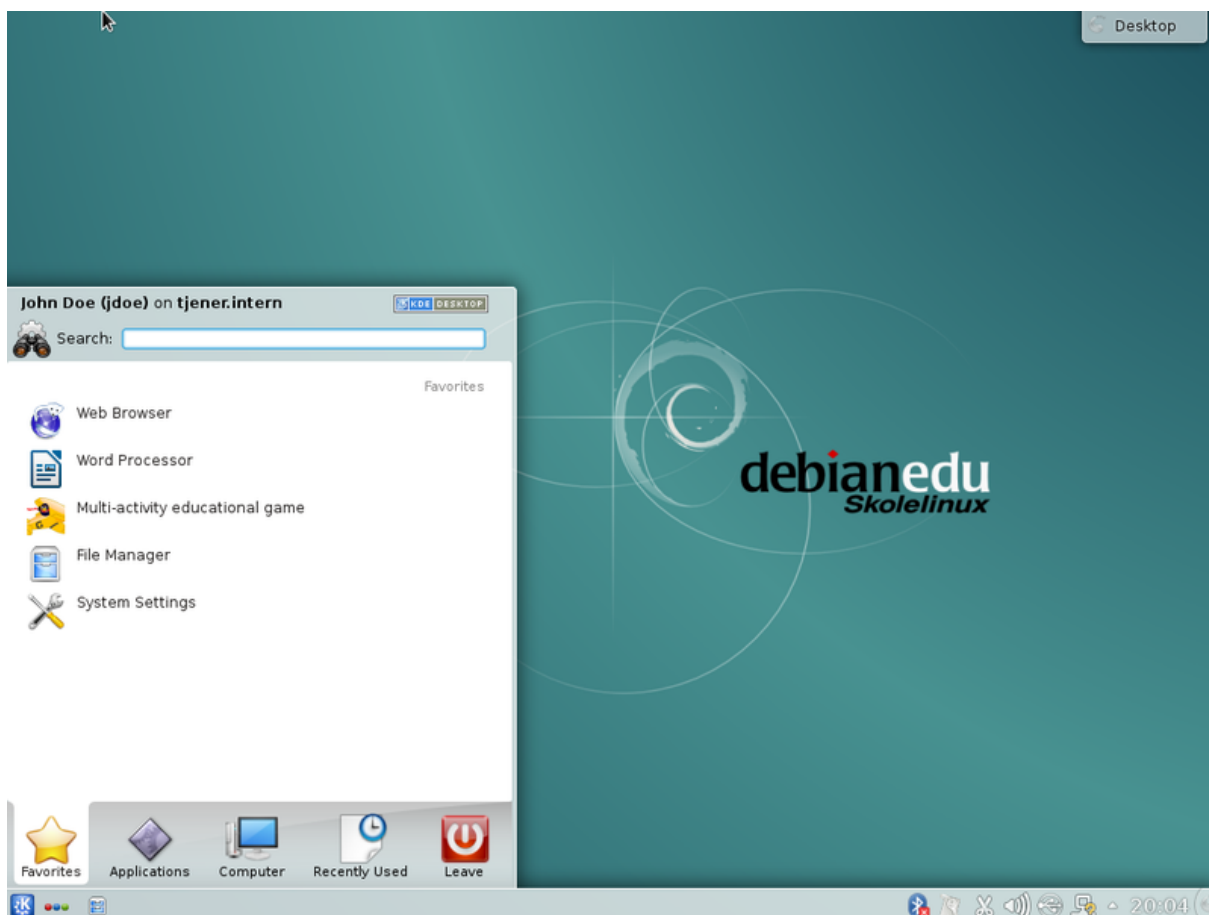 Desktop
John Doe (jdoe) on tjener.intern
KDE DESKTOP
Search:
Favorites
Web Browser
Word Processor
Multi-activity educational game
File Manager
System Settings
debianedu
Skolelinux
Favorites
Applications
Computer
Recently Used
Leave
20:04